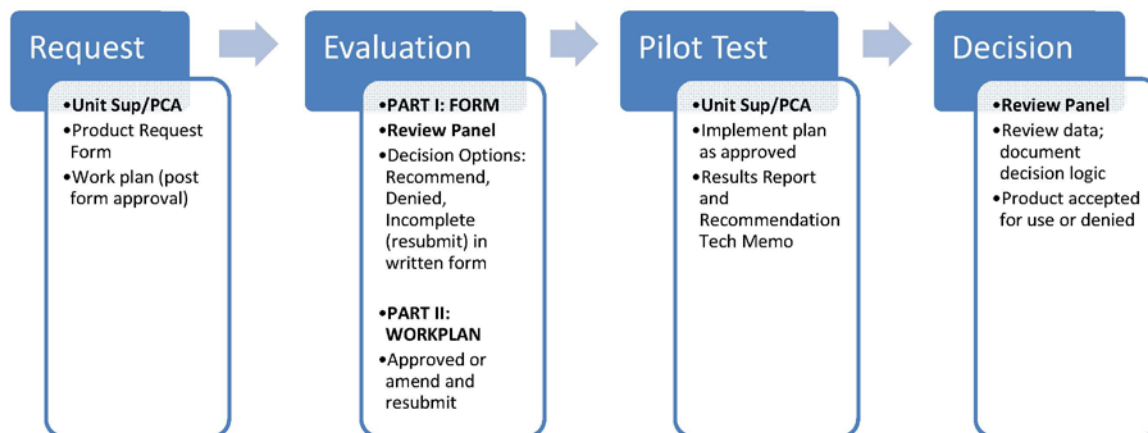 Request
•Unit Sup/PCA
•Product Request
Form
•Work plan (post
form approval)
Evaluation
•PART I: FORM
•Review Panel
•Decision Options:
Recommend,
Denied,
Incomplete
(resubmit) in
written form
•PART II:
WORKPLAN
•Approved or
amend and
resubmit
Pilot Test
•Unit Sup/PCA
•Implement plan
as approved
•Results Report
and
Recommendation
Tech Memo
Decision
•Review Panel
•Review data;
document
decision logic
•Product accepted
for use or denied